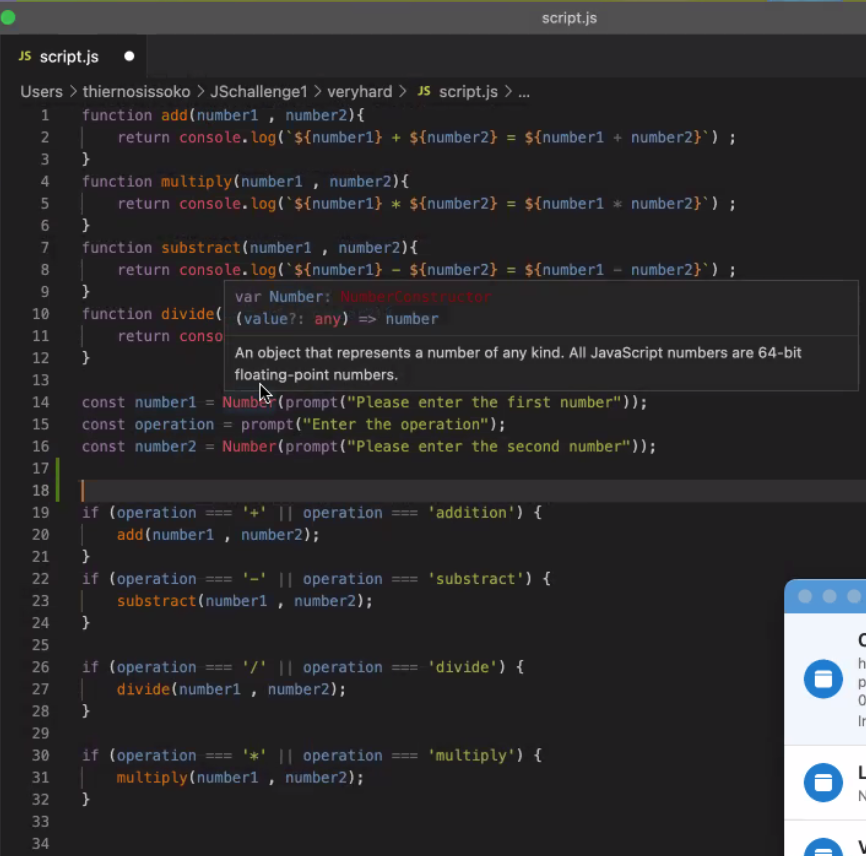 script.js
JS script.js
Users > thiernosissoko > JSchallenge1 > veryhard > JS script.js > ...
1 function add(number1 , number2){
2 return console.log(`${number1} + ${number2} = ${number1 + number2}`) ;
3 }
4 function multiply(number1 , number2){
5 return console.log(`${number1} * ${number2} = ${number1 * number2}`) ;
6 }
7 function substract(number1 , number2){
8 return console.log(`${number1} - ${number2} = ${number1 - number2}`) ;
9 }
var Number: NumberConstructor
10 function divide(
(value?: any) => number
11 return conso
An object that represents a number of any kind. All JavaScript numbers are 64-bit
12 }
floating-point numbers.
13
14 const number1 = Number(prompt("Please enter the first number"));
15 const operation = prompt("Enter the operation");
16 const number2 = Number(prompt("Please enter the second number"));
17
18
19 if (operation === '+' || operation === 'addition') {
20 add(number1 , number2);
21 }
22 if (operation === '-' || operation === 'substract') {
23 substract(number1 , number2);
24 }
25
26 if (operation === '/' || operation === 'divide') {
27 divide(number1 , number2);
28 }
29
30 if (operation === '*' || operation === 'multiply') {
31 multiply(number1 , number2);
32 }
33
34